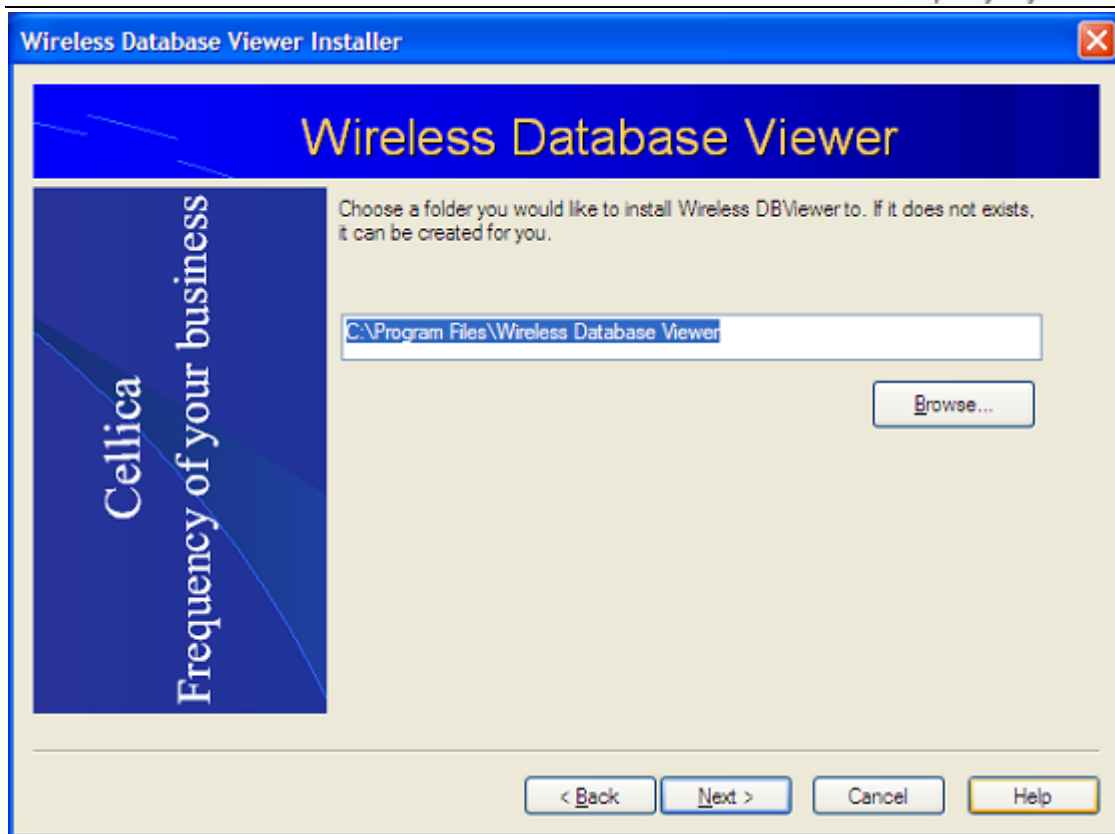 Wireless Database Viewer Installer
Wireless Database Viewer
Cellica
Frequency of your business
Choose a folder you would like to install Wireless DBViewer to. If it does not exists,
it can be created for you.
C:\Program Files\Wireless Database Viewer
Browse...
< Back
Next >
Cancel
Help